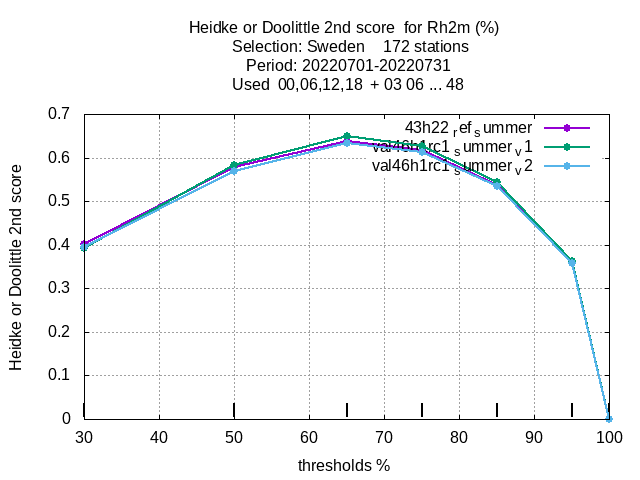 Heidke or Doolittle 2nd score for Rh2m (%)
Selection: Sweden 172 stations
Period: 20220701-20220731
Used 00,06,12,18 + 03 06 ... 48
43h22 ref summer
val46h1rc1 summer v1
val46h1rc1 summer v2
Heidke or Doolittle 2nd score
0.7
0.6
0.5
0.4
0.3
0.2
0.1
0
30 40 50 60 70 80 90 100
thresholds %